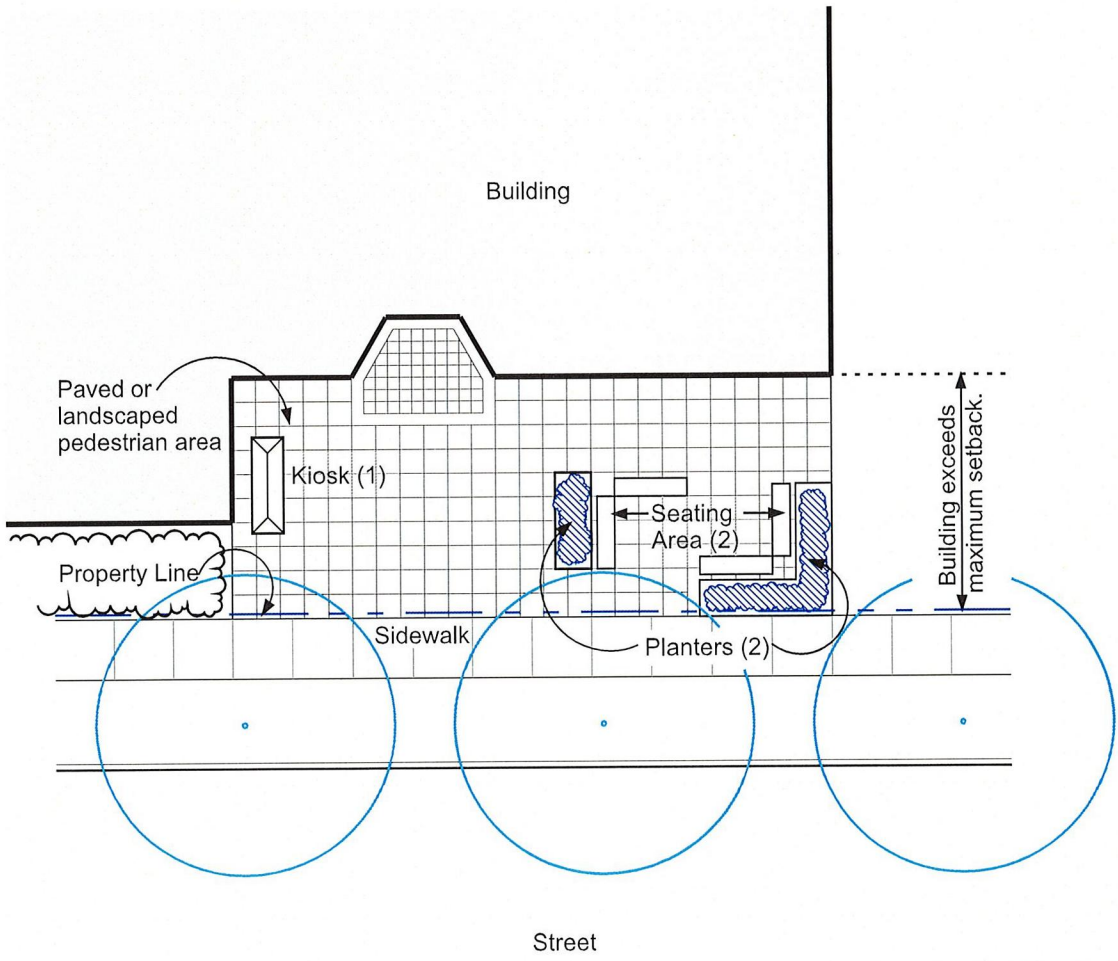 Building
Paved or
landscaped
pedestrian area
Kiosk (1)
Seating
Area (2)
Building exceeds
maximum setback.
Property Line
Sidewalk
Planters (2)
Street